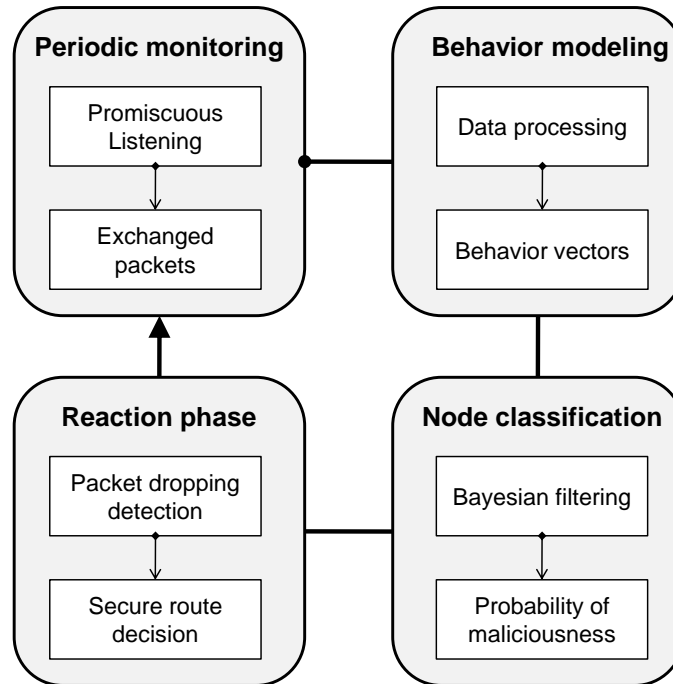 Periodic monitoring
Promiscuous
Listening
Exchanged
packets
Behavior modeling
Data processing
Behavior vectors
Reaction phase
Packet dropping
detection
Secure route
decision
Node classification
Bayesian filtering
Probability of
maliciousness